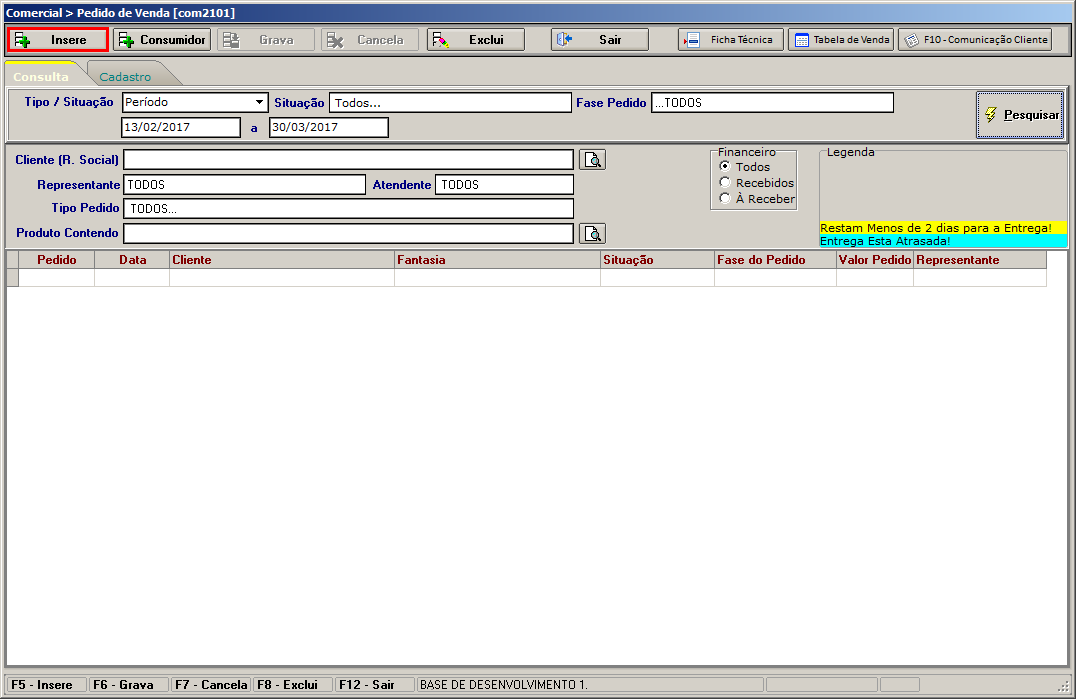 Comercial > Pedido de Venda [com2101]
Insere Consumidor Grava Cancela Exclui Sair Ficha Técnica Tabela de Venda F10 - Comunicação Cliente
Consulta Cadastro
Tipo / Situação Período Situação Todos... Fase Pedido ...TODOS
13/02/2017 a 30/03/2017
Pesquisar
Cliente (R. Social)
Representante TODOS Atendente TODOS
Tipo Pedido TODOS...
Produto Contendo
Financeiro
Todos
Recebidos
À Receber
Legenda
Restam Menos de 2 dias para a Entrega!
Entrega Esta Atrasada!
Pedido Data Cliente Fantasia Situação Fase do Pedido Valor Pedido Representante
F5 - Insere F6 - Grava F7 - Cancela F8 - Exclui F12 - Sair BASE DE DESENVOLVIMENTO 1.